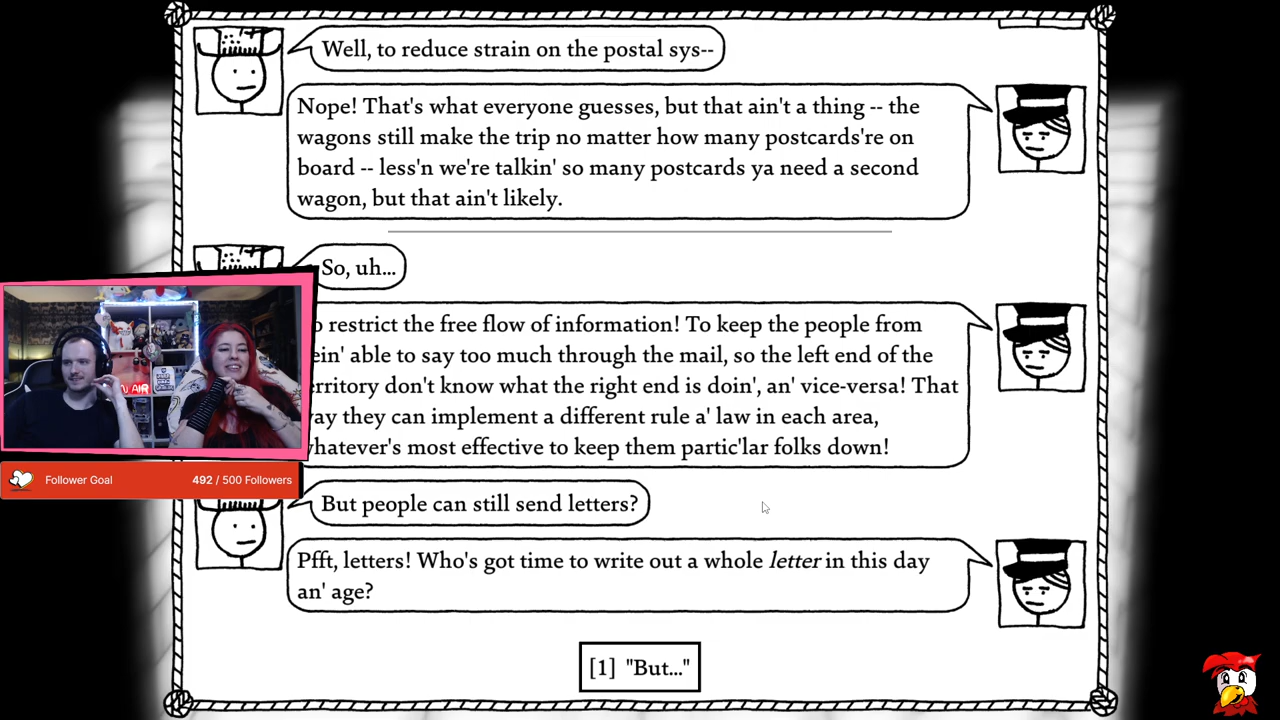 Well, to reduce strain on the postal sys--
Nope! That's what everyone guesses, but that ain't a thing -- the
wagons still make the trip no matter how many postcards're on
board -- less'n we're talkin' so many postcards ya need a second
wagon, but that ain't likely.
So, uh...
restrict the free flow of information! To keep the people from
able to say too much through the mail, so the left end of the
don't know what the right end is doin', an' vice-versa! That
they can implement a different rule a' law in each area,
most effective to keep them partic'lar folks down!
ON AIR
Follower Goal 492 / 500 Followers
But people can still send letters?
Pfft, letters! Who's got time to write out a whole letter in this day
an' age?
[1] "But..."